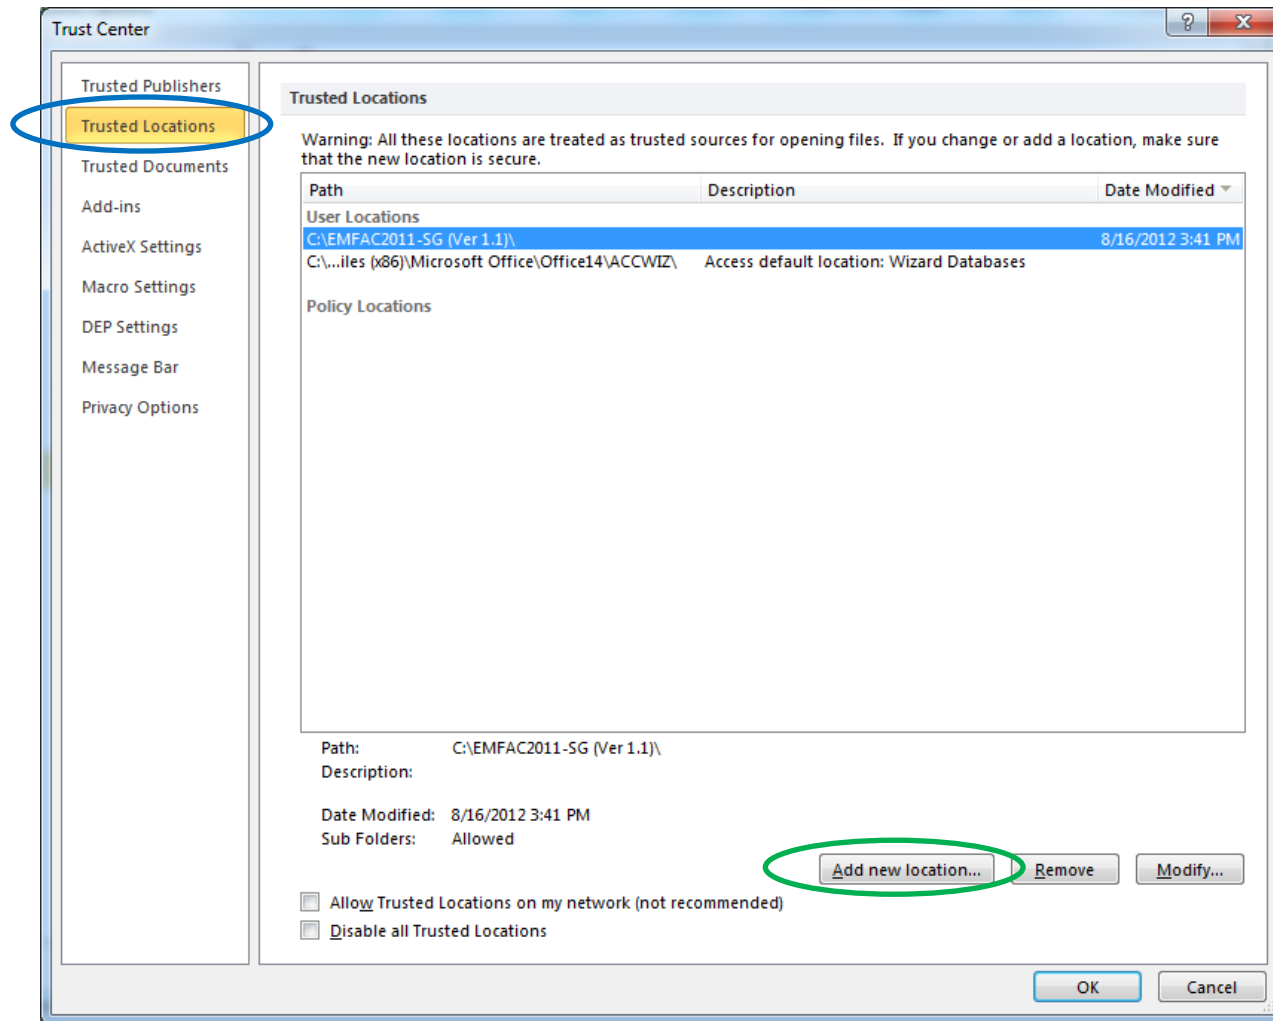 Trust Center
?
X
Trusted Publishers
Trusted Locations
Trusted Documents
Add-ins
ActiveX Settings
Macro Settings
DEP Settings
Message Bar
Privacy Options
Trusted Locations
Warning: All these locations are treated as trusted sources for opening files. If you change or add a location, make sure
that the new location is secure.
Path Description Date Modified
User Locations
C:\EMFAC2011-SG (Ver 1.1)\ 8/16/2012 3:41 PM
C:\...iles (x86)\Microsoft Office\Office14\ACCWIZ\ Access default location: Wizard Databases
Policy Locations
Path: C:\EMFAC2011-SG (Ver 1.1)\
Description:
Date Modified: 8/16/2012 3:41 PM
Sub Folders: Allowed
Add new location... Remove Modify...
Allow Trusted Locations on my network (not recommended)
Disable all Trusted Locations
OK Cancel